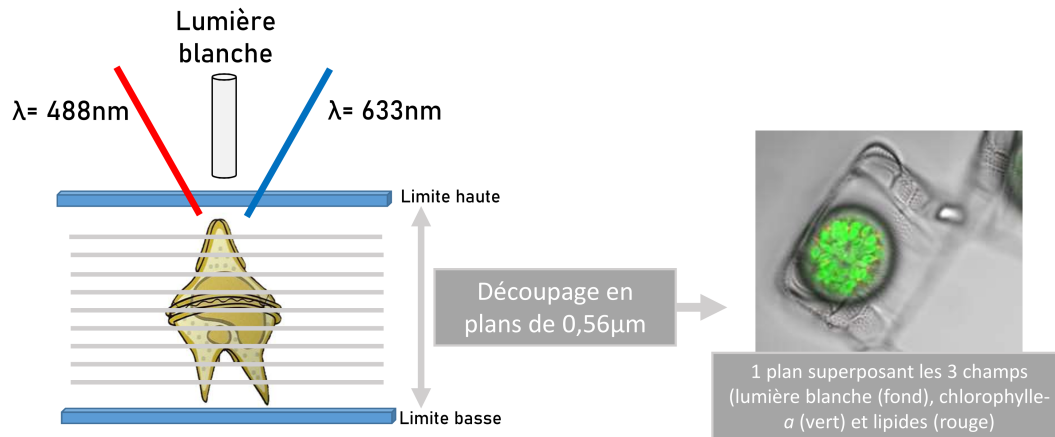 Lumière
blanche
λ= 488nm
λ= 633nm
Limite haute
Découpage en
plans de 0,56µm
1 plan superposant les 3 champs
(lumière blanche (fond), chlorophylle-
a (vert) et lipides (rouge)
Limite basse